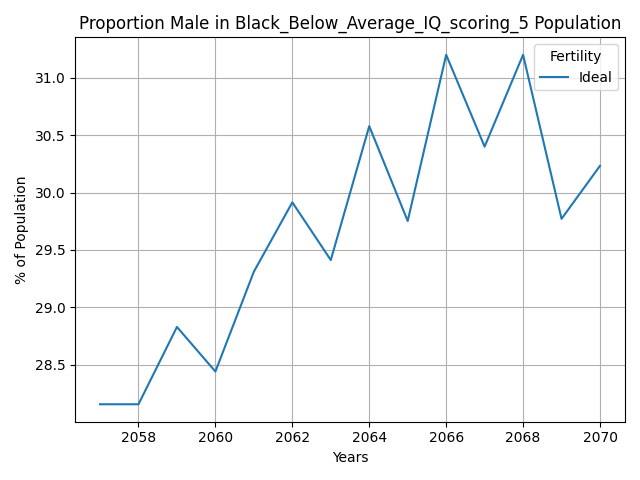 Proportion Male in Black_Below_Average_IQ_scoring_5 Population
Fertility
Ideal
31.0
30.5
30.0
29.5
29.0
28.5
% of Population
2058 2060 2062 2064 2066 2068 2070
Years